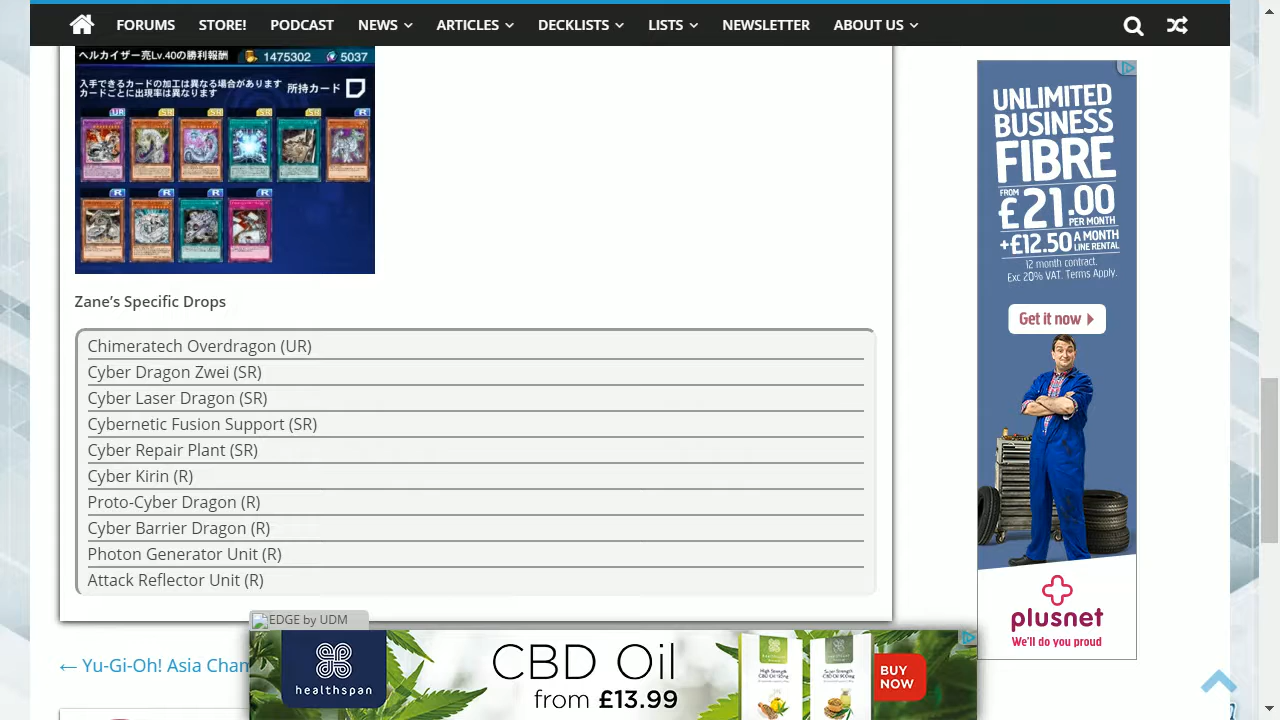 FORUMS STORE! PODCAST NEWS ARTICLES DECKLISTS LISTS NEWSLETTER ABOUT US
ヘルカイザー亮Lv.40の勝利報酬 1475302 5037
入手できるカードの加工は異なる場合があります
カードごとに出現率は異なります
所持カード
UR SR SR SR SR R
R R R R
Zane's Specific Drops
Chimeratech Overdragon (UR)
Cyber Dragon Zwei (SR)
Cyber Laser Dragon (SR)
Cybernetic Fusion Support (SR)
Cyber Repair Plant (SR)
Cyber Kirin (R)
Proto-Cyber Dragon (R)
Cyber Barrier Dragon (R)
Photon Generator Unit (R)
Attack Reflector Unit (R)
← Yu-Gi-Oh! Asia Chan
EDGE by UDM
healthspan
CBD Oil
from £13.99
BUY
NOW
UNLIMITED
BUSINESS
FIBRE
FROM
£21.00
PER MONTH
+£12.50 A MONTH
LINE RENTAL
12 month contract.
Exc 20% VAT. Terms Apply.
Get it now
plusnet
We'll do you proud